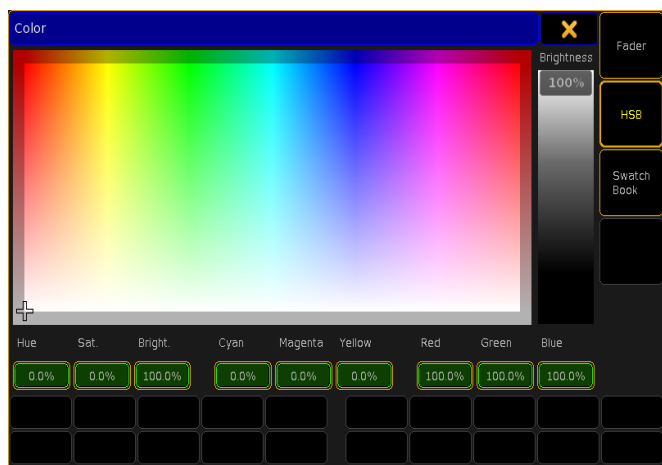 Color
Brightness
100%
Fader
HSB
Swatch
Book
Hue Sat. Bright. Cyan Magenta Yellow Red Green Blue
0.0% 0.0% 100.0% 0.0% 0.0% 0.0% 100.0% 100.0% 100.0%